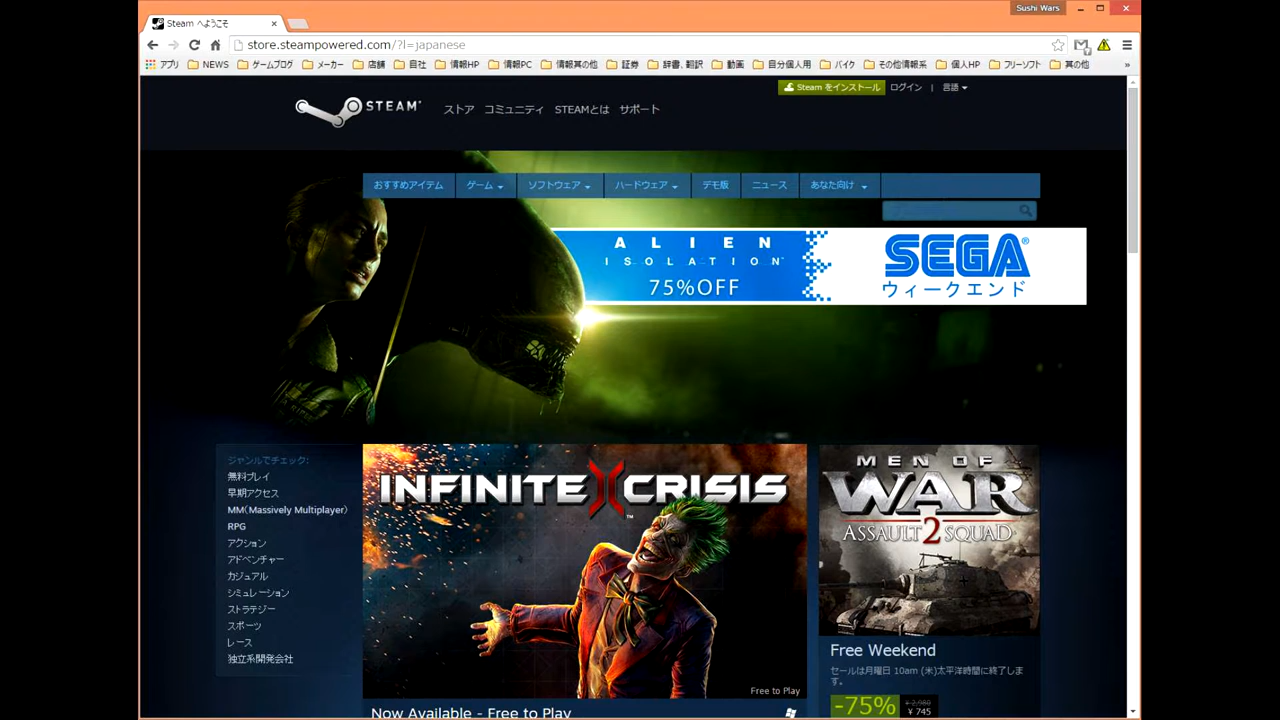 Sushi Wars
Steam へようこそ
store.steampowered.com/?l=japanese
アプリ NEWS ゲームブログ メーカー 店舗 自社 情報HP 情報PC 情報其の他 証券 辞書、翻訳 動画 自分個人用 バイク その他情報系 個人HP フリーソフト 其の他 »
Steam をインストール ログイン | 言語
STEAM ストア コミュニティ STEAMとは サポート
おすすめアイテム ゲーム ソフトウェア ハードウェア デモ版 ニュース あなた向け
ALIEN
ISOLATION
75%OFF
SEGA
ウィークエンド
ジャンルでチェック:
無料プレイ
早期アクセス
MM(Massively Multiplayer)
RPG
アクション
アドベンチャー
カジュアル
シミュレーション
ストラテジー
スポーツ
レース
独立系開発会社
INFINITE CRISIS
Free to Play
Now Available - Free to Play
MEN OF
WAR
ASSAULT 2 SQUAD
Free Weekend
セールは月曜日 10am (米)太平洋時間に終了しま
す。
-75%
¥ 2,980
¥ 745